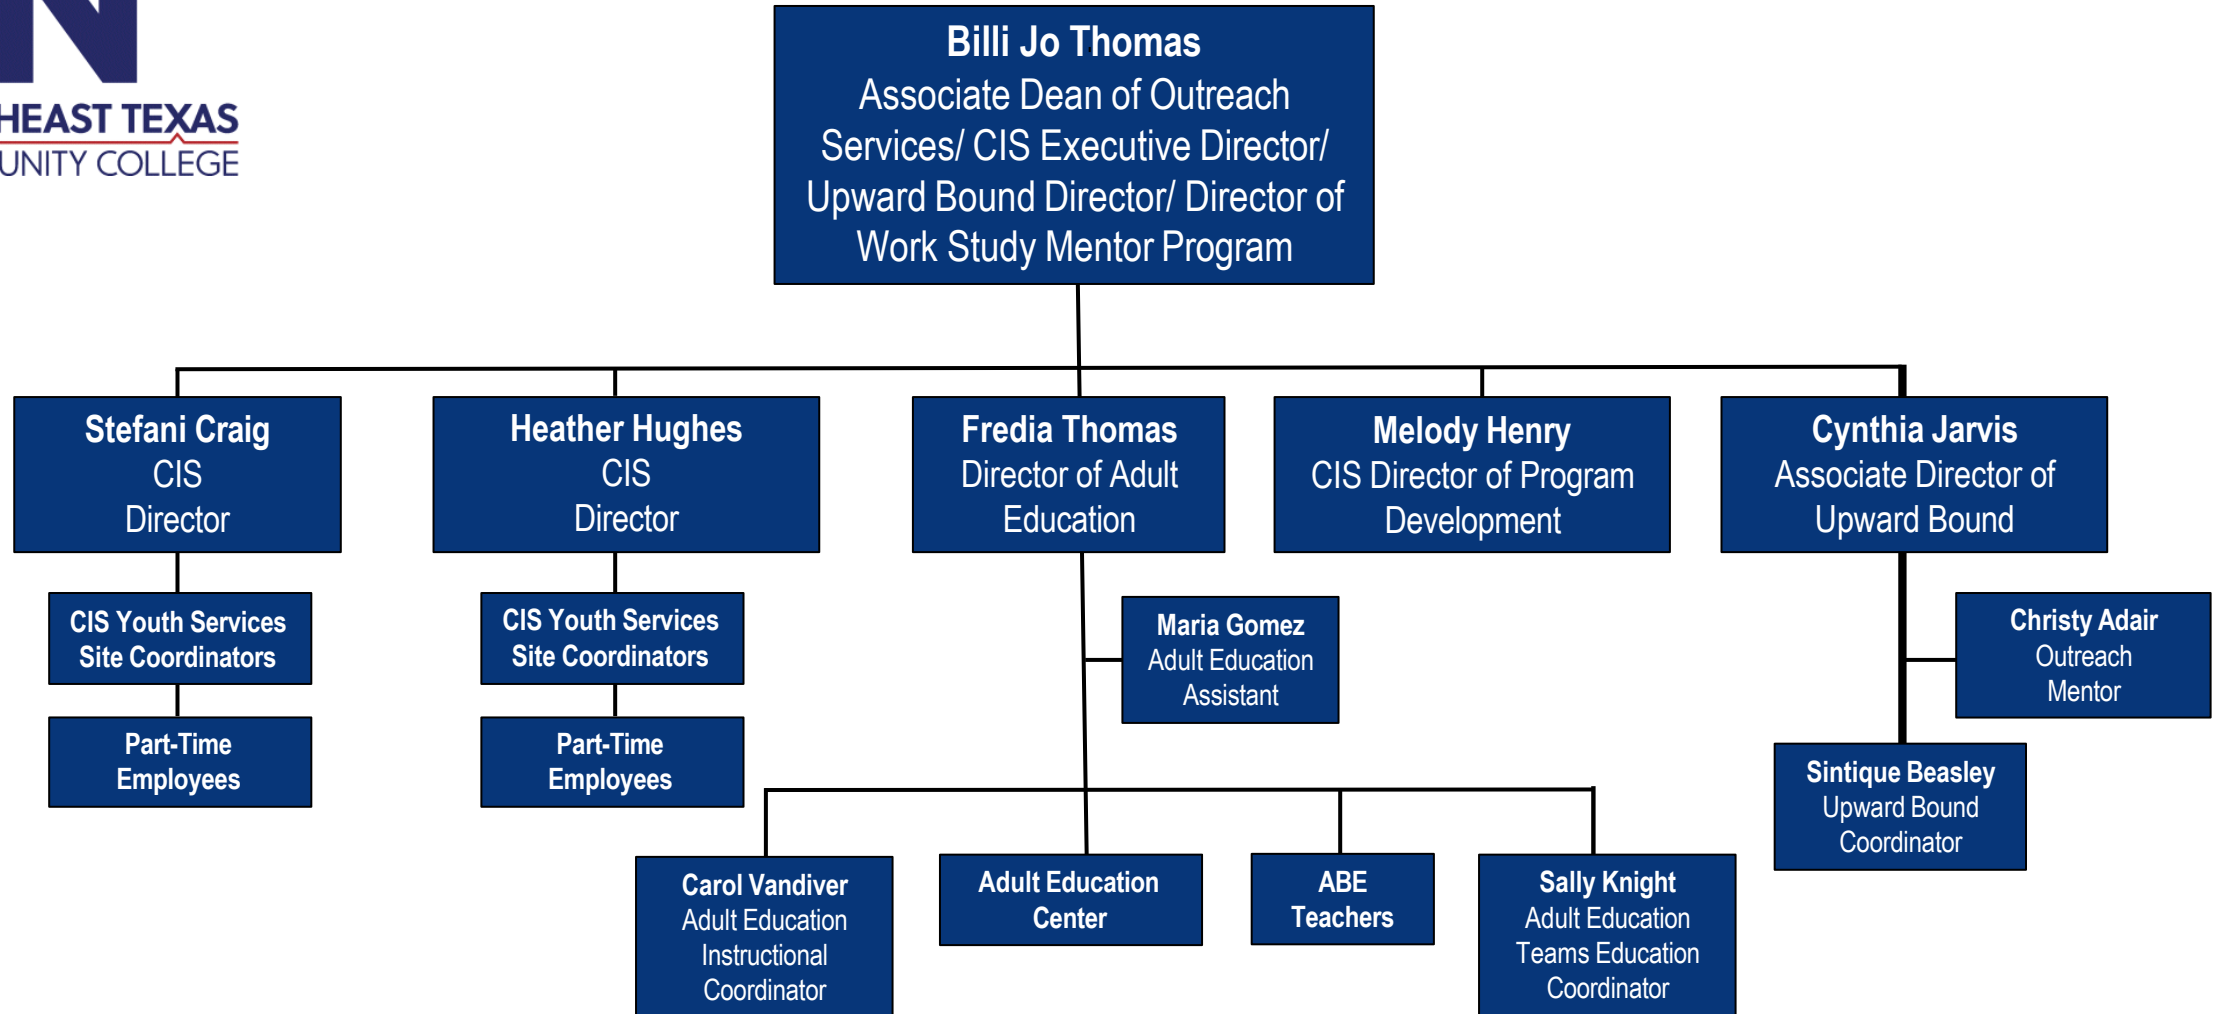 N
HEAST TEXAS
UNITY COLLEGE
Billi Jo Thomas
Associate Dean of Outreach
Services/ CIS Executive Director/
Upward Bound Director/ Director of
Work Study Mentor Program
Stefani Craig
CIS
Director
Heather Hughes
CIS
Director
Fredia Thomas
Director of Adult
Education
Melody Henry
CIS Director of Program
Development
Cynthia Jarvis
Associate Director of
Upward Bound
CIS Youth Services
Site Coordinators
CIS Youth Services
Site Coordinators
Maria Gomez
Adult Education
Assistant
Christy Adair
Outreach
Mentor
Part-Time
Employees
Part-Time
Employees
Sintique Beasley
Upward Bound
Coordinator
Carol Vandiver
Adult Education
Instructional
Coordinator
Adult Education
Center
ABE
Teachers
Sally Knight
Adult Education
Teams Education
Coordinator